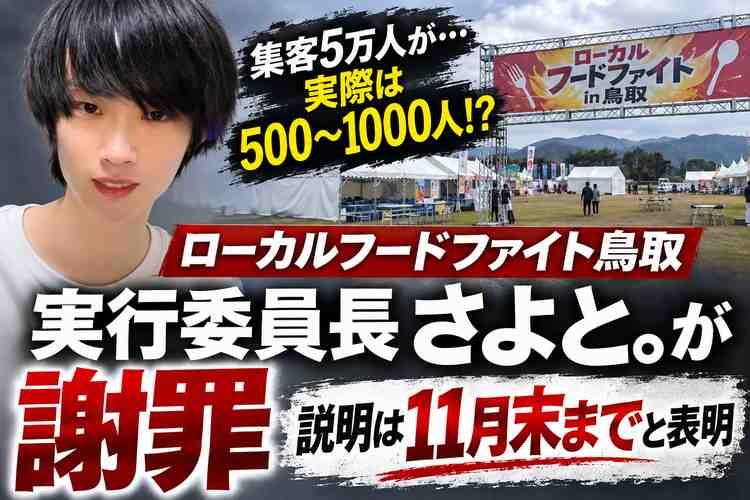 集客5万人が…
実際は
500〜1000人!?
ローカル
フードファイト
in鳥取
ローカルフードファイト鳥取
実行委員長 さよと。が
謝罪
説明は11月末までと表明